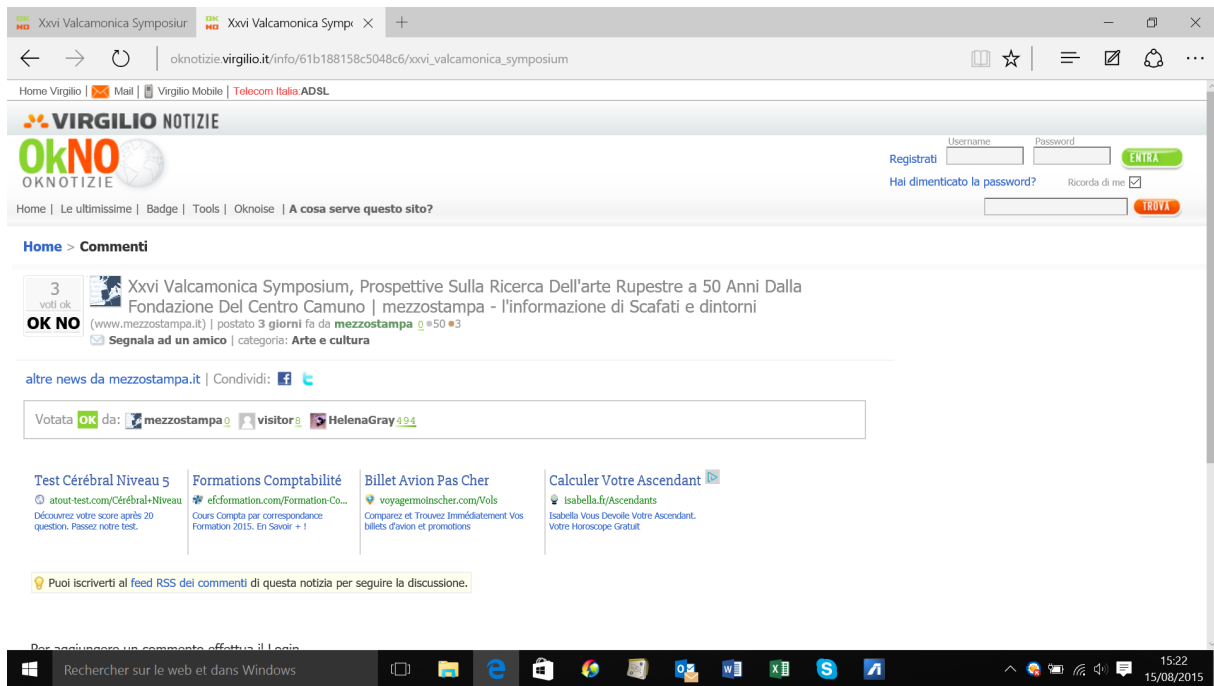 Xxvi Valcamonica Symposiur
Xxvi Valcamonica Sympo
oknotizie.virgilio.it/info/61b188158c5048c6/xxvi_valcamonica_symposium
Home Virgilio | Mail | Virgilio Mobile | Telecom Italia:ADSL
VIRGILIO NOTIZIE
OkNO
OKNOTIZIE
Username Password
Registrati ENTRA
Hai dimenticato la password? Ricorda di me
Home | Le ultimissime | Badge | Tools | Oknoise | A cosa serve questo sito? TROVA
Home > Commenti
3
voti ok
OK NO
Xxvi Valcamonica Symposium, Prospettive Sulla Ricerca Dell'arte Rupestre a 50 Anni Dalla
Fondazione Del Centro Camuno | mezzostampa - l'informazione di Scafati e dintorni
(www.mezzostampa.it) | postato 3 giorni fa da mezzostampa 0 50 3
Segnala ad un amico | categoria: Arte e cultura
altre news da mezzostampa.it | Condividi:
Votata OK da: mezzostampa 0 visitor 8 HelenaGray 494
Test Cérébral Niveau 5
atout-test.com/Cérébral+Niveau
Découvrez votre score après 20
question. Passez notre test.
Formations Comptabilité
efcformation.com/Formation-Co...
Cours Compta par correspondance
Formation 2015. En Savoir + !
Billet Avion Pas Cher
voyagermoinscher.com/Vols
Comparez et Trouvez Immédiatement Vos
billets d'avion et promotions
Calculer Votre Ascendant
isabella.fr/Ascendants
Isabella Vous Devoile Votre Ascendant.
Votre Horoscope Gratuit
Puoi iscriverti al feed RSS dei commenti di questa notizia per seguire la discussione.
Per aggiungere un commento effettua il Login
Rechercher sur le web et dans Windows
15:22
15/08/2015